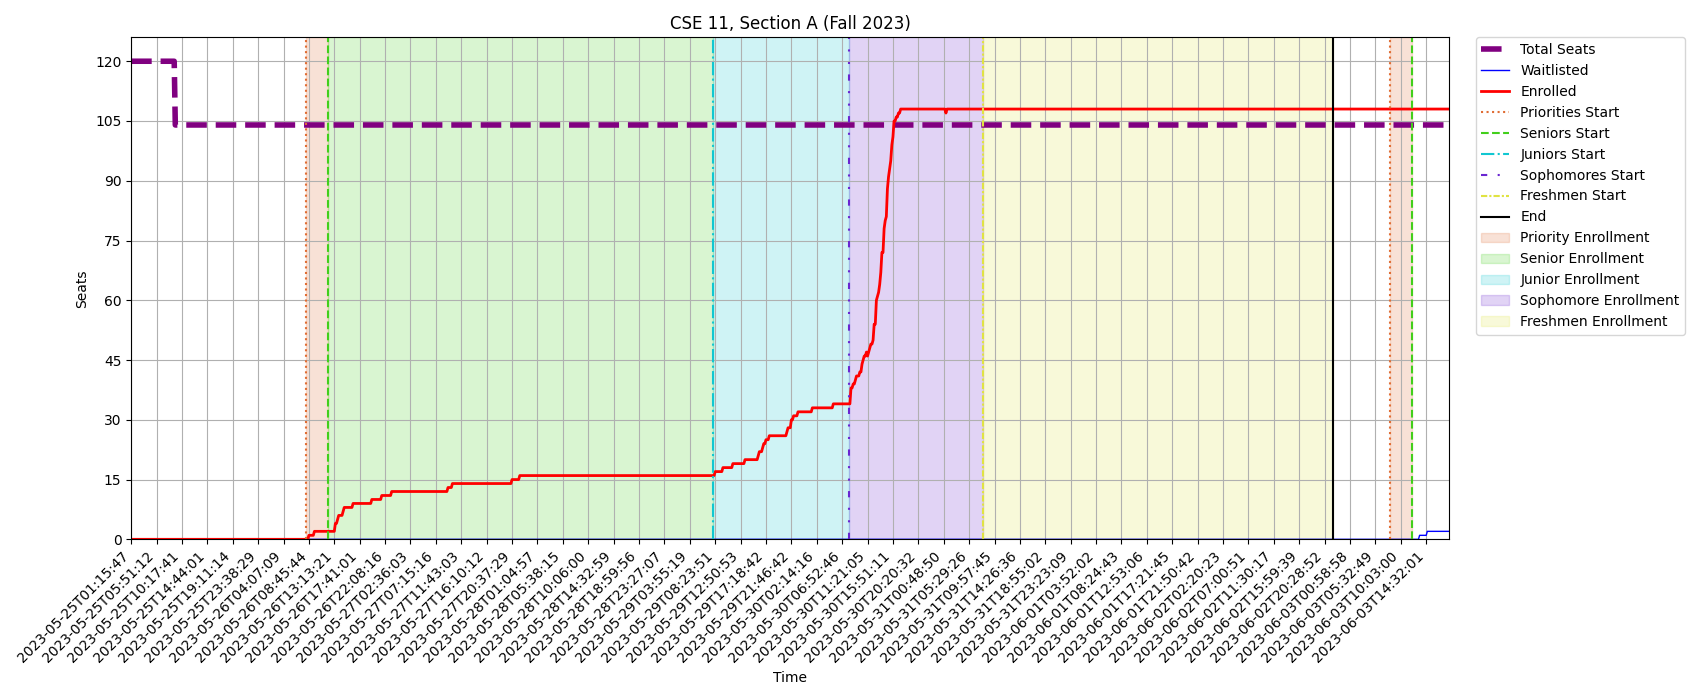 CSE 11, Section A (Fall 2023)
Seats
120
105
90
75
60
45
30
15
0
2023-05-25T01:15:47
2023-05-25T05:51:12
2023-05-25T10:17:41
2023-05-25T14:44:01
2023-05-25T19:11:14
2023-05-25T23:38:29
2023-05-26T04:07:09
2023-05-26T08:45:44
2023-05-26T13:13:21
2023-05-26T17:41:01
2023-05-26T22:08:16
2023-05-27T02:36:03
2023-05-27T07:15:16
2023-05-27T11:43:03
2023-05-27T16:10:12
2023-05-27T20:37:29
2023-05-28T01:04:57
2023-05-28T05:38:15
2023-05-28T10:06:00
2023-05-28T14:32:59
2023-05-28T18:59:56
2023-05-28T23:27:07
2023-05-29T03:55:19
2023-05-29T08:23:51
2023-05-29T12:50:53
2023-05-29T17:18:42
2023-05-29T21:46:42
2023-05-30T02:14:16
2023-05-30T06:52:46
2023-05-30T11:21:05
2023-05-30T15:51:11
2023-05-30T20:20:32
2023-05-31T00:48:50
2023-05-31T05:29:26
2023-05-31T09:57:45
2023-05-31T14:26:36
2023-05-31T18:55:02
2023-05-31T23:23:09
2023-06-01T03:52:02
2023-06-01T08:24:43
2023-06-01T12:53:06
2023-06-01T17:21:45
2023-06-01T21:50:42
2023-06-02T02:20:23
2023-06-02T07:00:51
2023-06-02T11:30:17
2023-06-02T15:59:39
2023-06-02T20:28:52
2023-06-03T00:58:58
2023-06-03T05:32:49
2023-06-03T10:03:00
2023-06-03T14:32:01
Time
Total Seats
Waitlisted
Enrolled
Priorities Start
Seniors Start
Juniors Start
Sophomores Start
Freshmen Start
End
Priority Enrollment
Senior Enrollment
Junior Enrollment
Sophomore Enrollment
Freshmen Enrollment